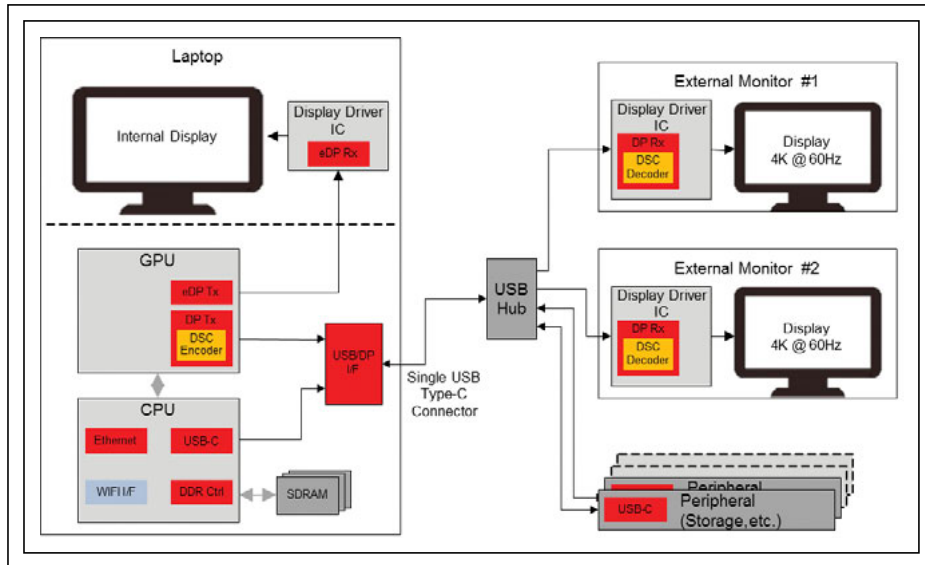 Laptop
Internal Display
Display Driver
IC
eDP Rx
GPU
eDP Tx
DP Tx
DSC
Encoder
USB/DP
I/F
CPU
Ethernet
USB-C
WIFI I/F
DDR Ctrl
SDRAM
Single USB
Type-C
Connector
USB
Hub
External Monitor #1
Display Driver
IC
DP Rx
DSC
Decoder
Display
4K @ 60Hz
External Monitor #2
Display Driver
IC
DP Rx
DSC
Decoder
Display
4K @ 60Hz
Peripheral
USB-C
Peripheral
(Storage,etc.)